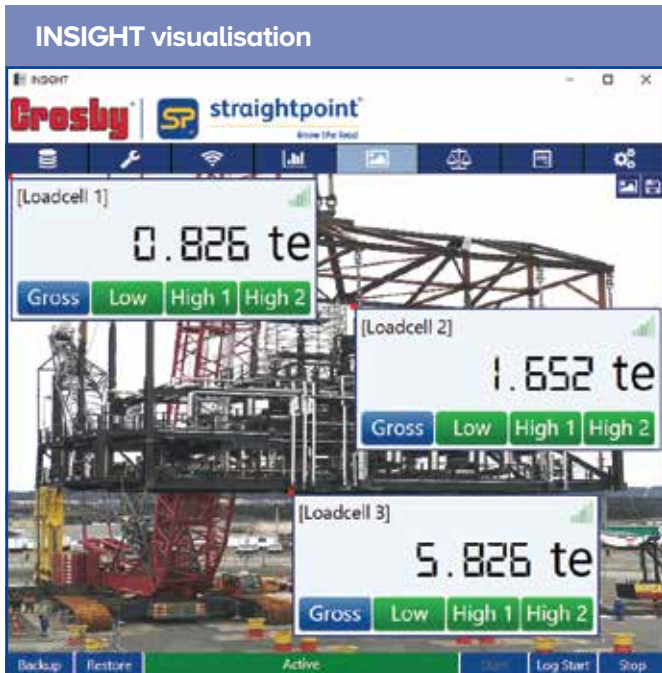 INSIGHT visualisation
INSIGHT
Crosby
SP straightpoint
know the load
[Loadcell 1]
0.826 te
Gross Low High 1 High 2
[Loadcell 2]
1.652 te
Gross Low High 1 High 2
[Loadcell 3]
5.826 te
Gross Low High 1 High 2
Backup Restore Active Start Log Start Stop